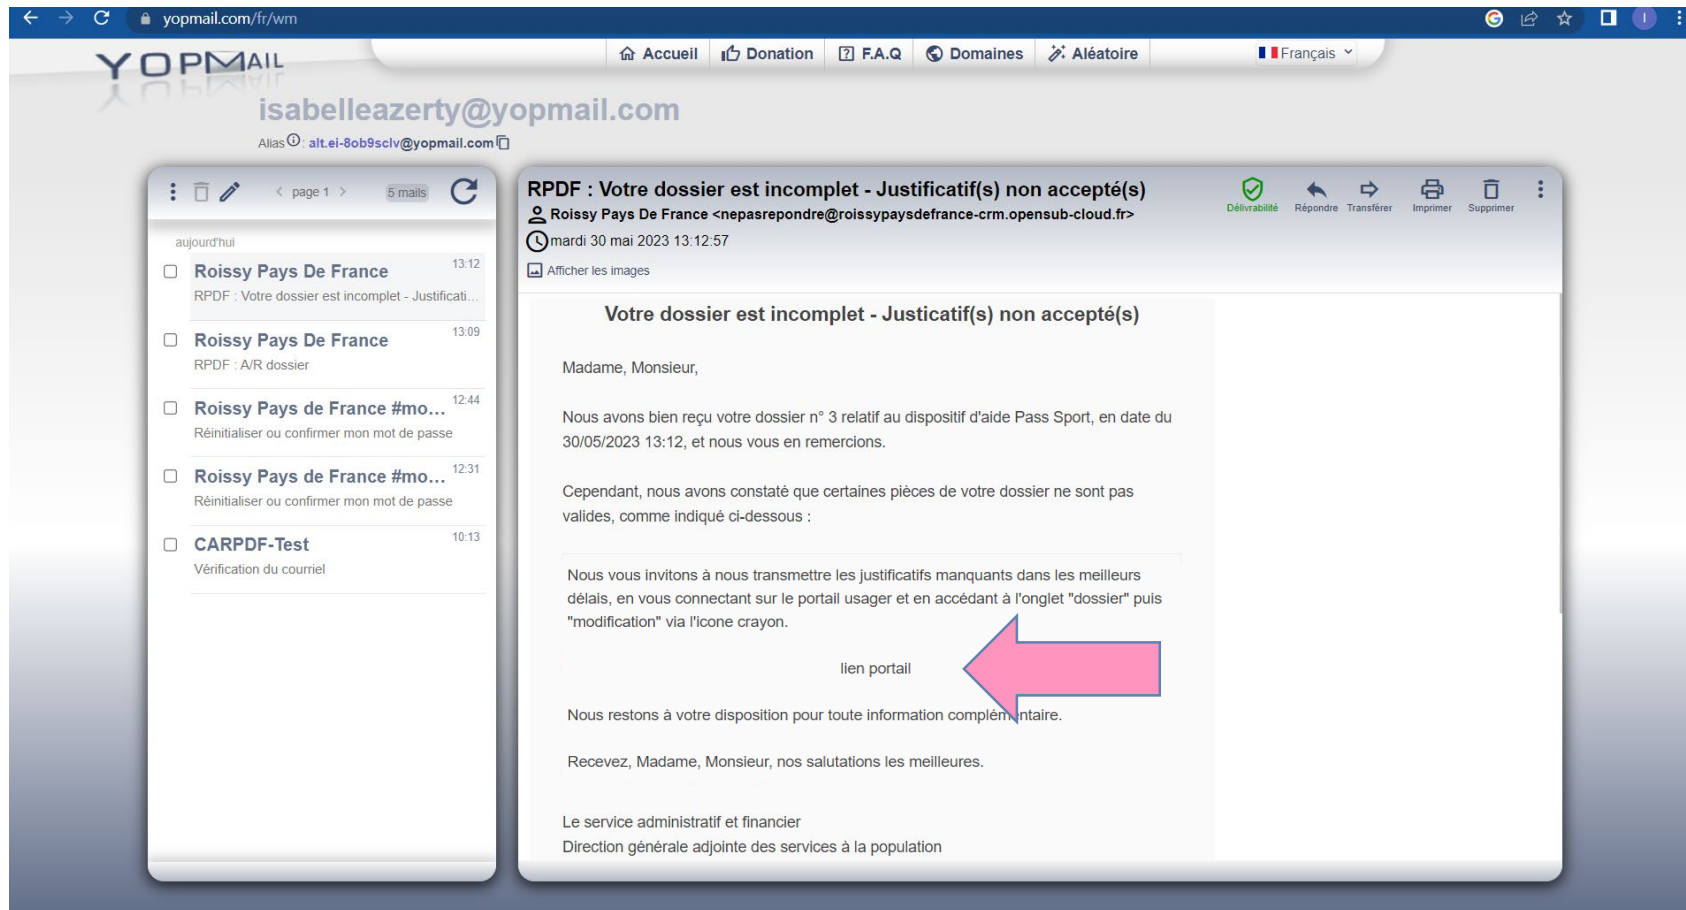 yopmail.com/fr/wm
YOPMAIL
Accueil
Donation
F.A.Q
Domaines
Aléatoire
Français
isabelleazerty@yopmail.com
Alias : alt.ei-8ob9sclv@yopmail.com
page 1
5 mails
aujourd'hui
Roissy Pays De France 13:12
RPDF : Votre dossier est incomplet - Justificati...
Roissy Pays De France 13:09
RPDF : A/R dossier
Roissy Pays de France #mo... 12:44
Réinitialiser ou confirmer mon mot de passe
Roissy Pays de France #mo... 12:31
Réinitialiser ou confirmer mon mot de passe
CARPDF-Test 10:13
Vérification du courriel
RPDF : Votre dossier est incomplet - Justificatif(s) non accepté(s)
Roissy Pays De France <nepasrepondre@roissypaysdefrance-crm.opensub-cloud.fr>
mardi 30 mai 2023 13:12:57
Afficher les images
Délivrabilité
Répondre
Transférer
Imprimer
Supprimer
Votre dossier est incomplet - Justicatif(s) non accepté(s)
Madame, Monsieur,
Nous avons bien reçu votre dossier n° 3 relatif au dispositif d'aide Pass Sport, en date du
30/05/2023 13:12, et nous vous en remercions.
Cependant, nous avons constaté que certaines pièces de votre dossier ne sont pas
valides, comme indiqué ci-dessous :
Nous vous invitons à nous transmettre les justificatifs manquants dans les meilleurs
délais, en vous connectant sur le portail usager et en accédant à l'onglet "dossier" puis
"modification" via l'icone crayon.
lien portail
Nous restons à votre disposition pour toute information complémentaire.
Recevez, Madame, Monsieur, nos salutations les meilleures.
Le service administratif et financier
Direction générale adjointe des services à la population